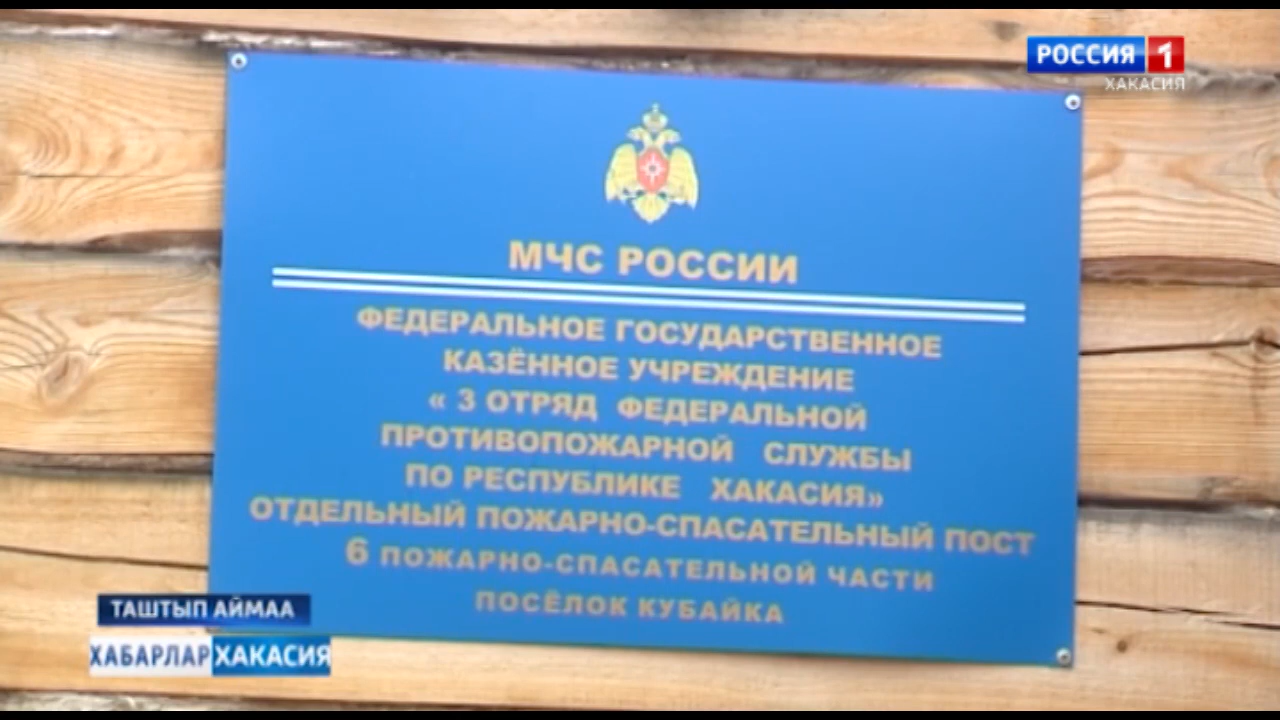 РОССИЯ 1
ХАКАСИЯ
МЧС РОССИИ
ФЕДЕРАЛЬНОЕ ГОСУДАРСТВЕННОЕ
КАЗЁННОЕ УЧРЕЖДЕНИЕ
« 3 ОТРЯД ФЕДЕРАЛЬНОЙ
ПРОТИВОПОЖАРНОЙ СЛУЖБЫ
ПО РЕСПУБЛИКЕ ХАКАСИЯ»
ОТДЕЛЬНЫЙ ПОЖАРНО-СПАСАТЕЛЬНЫЙ ПОСТ
6 ПОЖАРНО-СПАСАТЕЛЬНОЙ ЧАСТИ
ПОСЁЛОК КУБАЙКА
ТАШТЫП АЙМАА
ХАБАРЛАР ХАКАСИЯ